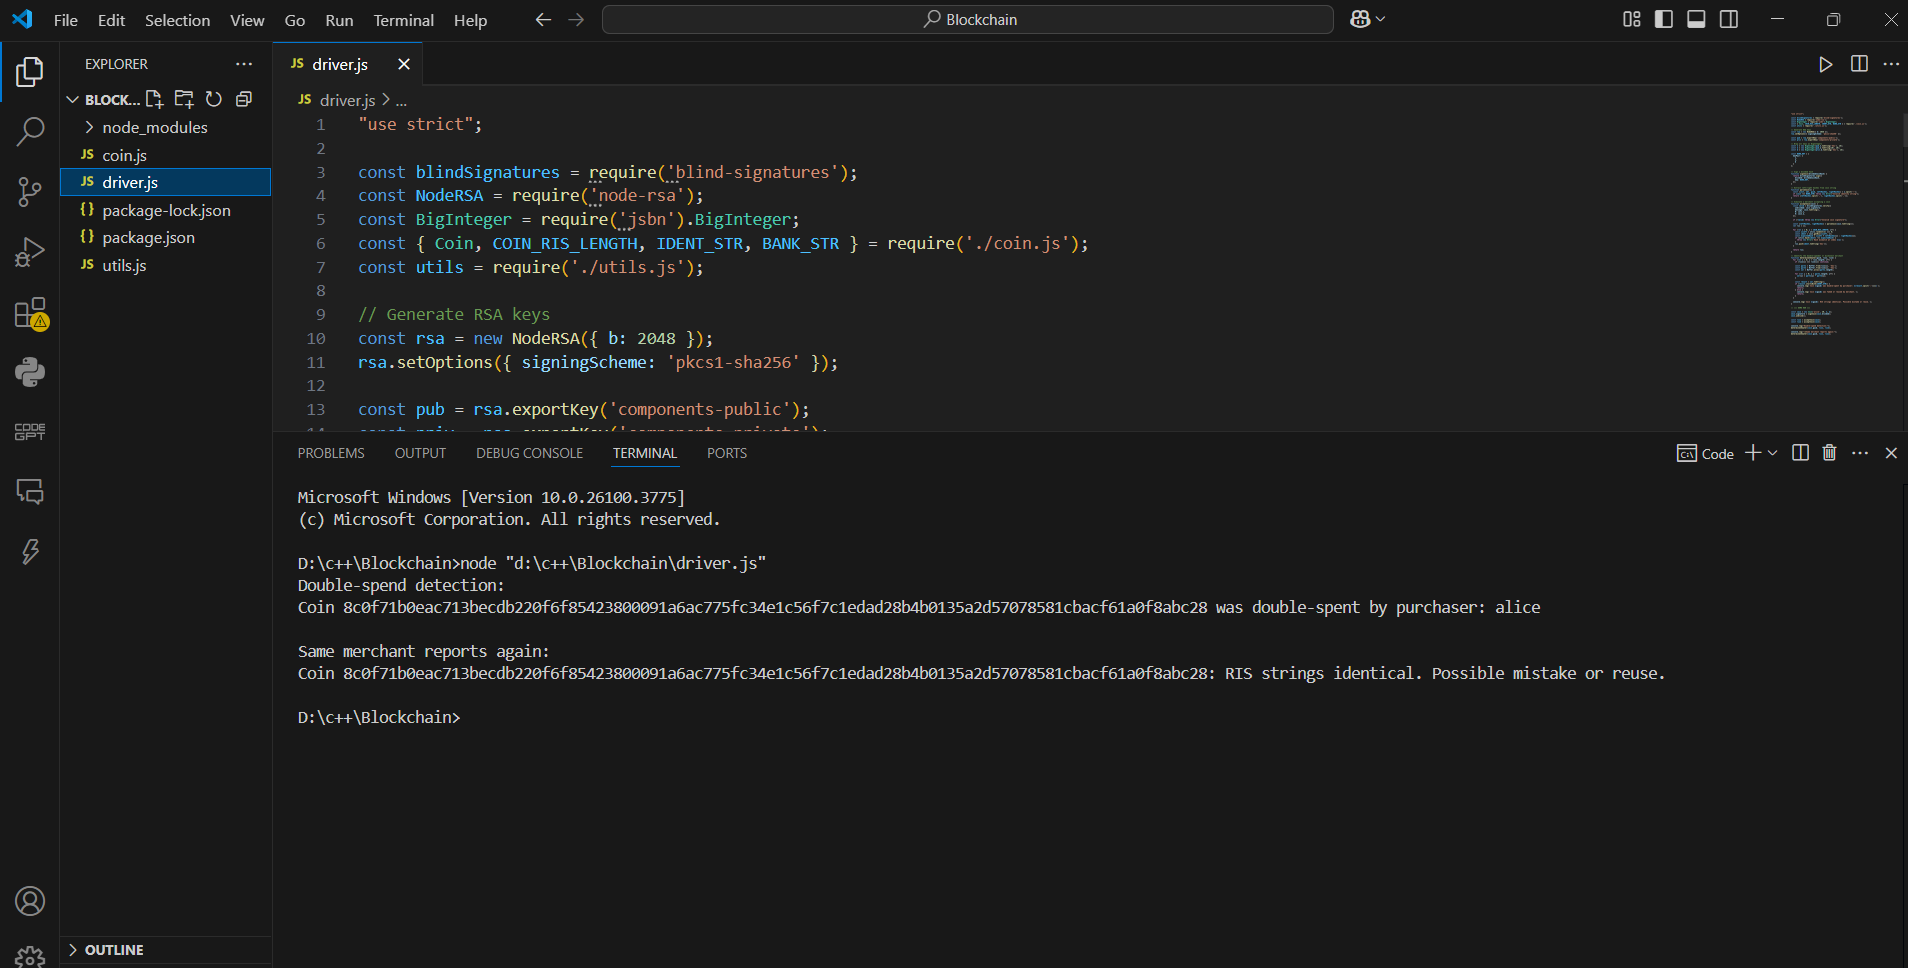 File Edit Selection View Go Run Terminal Help
Blockchain
EXPLORER
JS driver.js
BLOCK...
JS driver.js > ...
node_modules
JS coin.js
JS driver.js
{} package-lock.json
{} package.json
JS utils.js
CODE
GPT
OUTLINE
1 "use strict";
2
3 const blindSignatures = require('blind-signatures');
4 const NodeRSA = require('node-rsa');
5 const BigInteger = require('jsbn').BigInteger;
6 const { Coin, COIN_RIS_LENGTH, IDENT_STR, BANK_STR } = require('./coin.js');
7 const utils = require('./utils.js');
8
9 // Generate RSA keys
10 const rsa = new NodeRSA({ b: 2048 });
11 rsa.setOptions({ signingScheme: 'pkcs1-sha256' });
12
13 const pub = rsa.exportKey('components-public');
PROBLEMS OUTPUT DEBUG CONSOLE TERMINAL PORTS
Code
Microsoft Windows [Version 10.0.26100.3775]
(c) Microsoft Corporation. All rights reserved.
D:\c++\Blockchain>node "d:\c++\Blockchain\driver.js"
Double-spend detection:
Coin 8c0f71b0eac713becdb220f6f85423800091a6ac775fc34e1c56f7c1edad28b4b0135a2d57078581cbacf61a0f8abc28 was double-spent by purchaser: alice
Same merchant reports again:
Coin 8c0f71b0eac713becdb220f6f85423800091a6ac775fc34e1c56f7c1edad28b4b0135a2d57078581cbacf61a0f8abc28: RIS strings identical. Possible mistake or reuse.
D:\c++\Blockchain>